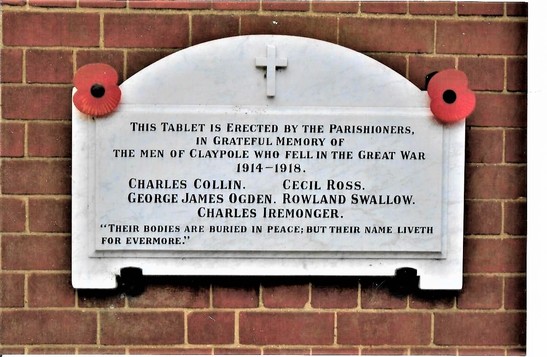 THIS TABLET IS ERECTED BY THE PARISHIONERS,
IN GRATEFUL MEMORY OF
THE MEN OF CLAYPOLE WHO FELL IN THE GREAT WAR
1914-1918.
CHARLES COLLIN. CECIL ROSS.
GEORGE JAMES OGDEN. ROWLAND SWALLOW.
CHARLES IREMONGER.
"THEIR BODIES ARE BURIED IN PEACE; BUT THEIR NAME LIVETH
FOR EVERMORE."